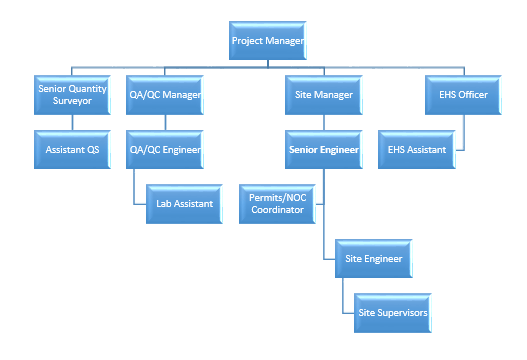 Project Manager
Senior Quantity
Surveyor
QA/QC Manager
Site Manager
EHS Officer
Assistant QS
QA/QC Engineer
Senior Engineer
EHS Assistant
Lab Assistant
Permits/NOC
Coordinator
Site Engineer
Site Supervisors